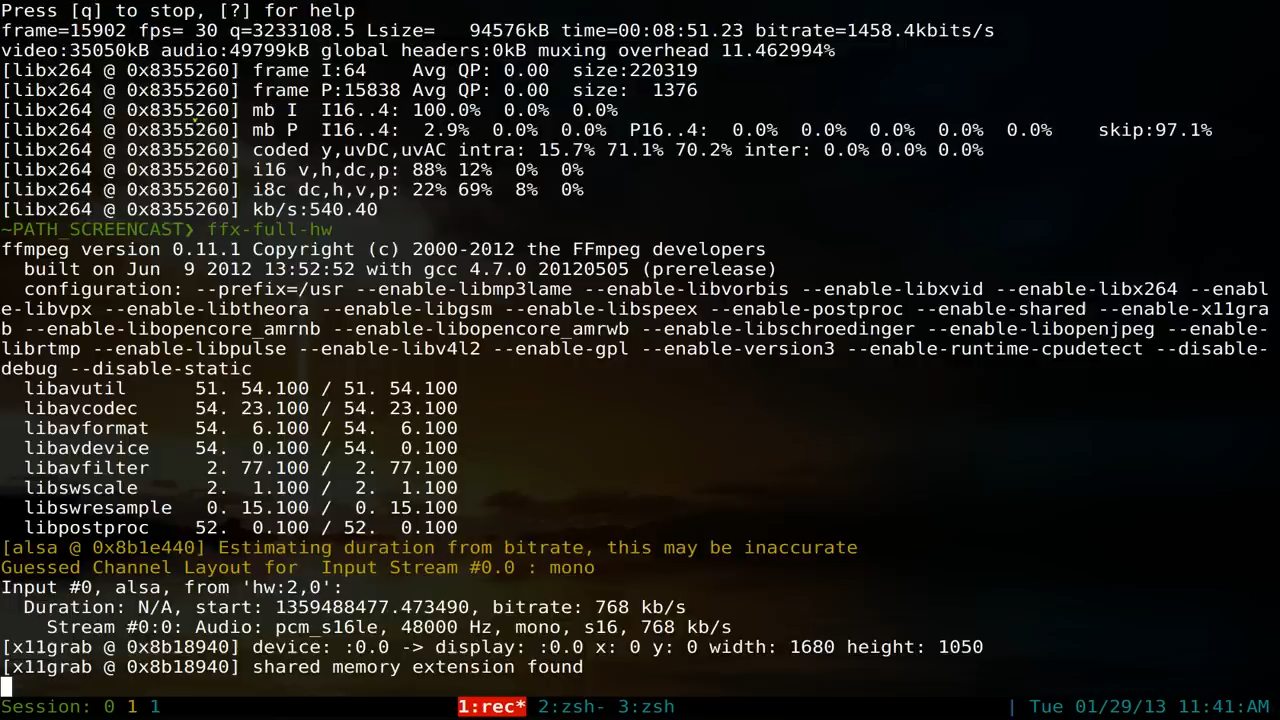 Press [q] to stop, [?] for help
frame=15902 fps= 30 q=3233108.5 Lsize=   94576kB time=00:08:51.23 bitrate=1458.4kbits/s
video:35050kB audio:49799kB global headers:0kB muxing overhead 11.462994%
[libx264 @ 0x8355260] frame I:64    Avg QP: 0.00  size:220319
[libx264 @ 0x8355260] frame P:15838 Avg QP: 0.00  size:  1376
[libx264 @ 0x8355260] mb I  I16..4: 100.0%  0.0%  0.0%
[libx264 @ 0x8355260] mb P  I16..4:  2.9%  0.0%  0.0%  P16..4:  0.0%  0.0%  0.0%  0.0%  0.0%    skip:97.1%
[libx264 @ 0x8355260] coded y,uvDC,uvAC intra: 15.7% 71.1% 70.2% inter: 0.0% 0.0% 0.0%
[libx264 @ 0x8355260] i16 v,h,dc,p: 88% 12%  0%  0%
[libx264 @ 0x8355260] i8c dc,h,v,p: 22% 69%  8%  0%
[libx264 @ 0x8355260] kb/s:540.40
~PATH_SCREENCAST❯ ffx-full-hw
ffmpeg version 0.11.1 Copyright (c) 2000-2012 the FFmpeg developers
  built on Jun  9 2012 13:52:52 with gcc 4.7.0 20120505 (prerelease)
  configuration: --prefix=/usr --enable-libmp3lame --enable-libvorbis --enable-libxvid --enable-libx264 --enabl
e-libvpx --enable-libtheora --enable-libgsm --enable-libspeex --enable-postproc --enable-shared --enable-x11gra
b --enable-libopencore_amrnb --enable-libopencore_amrwb --enable-libschroedinger --enable-libopenjpeg --enable-
librtmp --enable-libpulse --enable-libv4l2 --enable-gpl --enable-version3 --enable-runtime-cpudetect --disable-
debug --disable-static
  libavutil      51. 54.100 / 51. 54.100
  libavcodec     54. 23.100 / 54. 23.100
  libavformat    54.  6.100 / 54.  6.100
  libavdevice    54.  0.100 / 54.  0.100
  libavfilter     2. 77.100 /  2. 77.100
  libswscale      2.  1.100 /  2.  1.100
  libswresample   0. 15.100 /  0. 15.100
  libpostproc    52.  0.100 / 52.  0.100
[alsa @ 0x8b1e440] Estimating duration from bitrate, this may be inaccurate
Guessed Channel Layout for  Input Stream #0.0 : mono
Input #0, alsa, from 'hw:2,0':
  Duration: N/A, start: 1359488477.473490, bitrate: 768 kb/s
    Stream #0:0: Audio: pcm_s16le, 48000 Hz, mono, s16, 768 kb/s
[x11grab @ 0x8b18940] device: :0.0 -> display: :0.0 x: 0 y: 0 width: 1680 height: 1050
[x11grab @ 0x8b18940] shared memory extension found
Session: 0 1 1 1:rec* 2:zsh- 3:zsh | Tue 01/29/13 11:41:AM